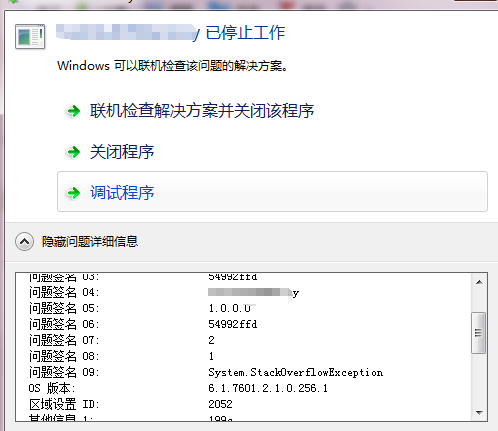 y 已停止工作
Windows 可以联机检查该问题的解决方案。
联机检查解决方案并关闭该程序
关闭程序
调试程序
隐藏问题详细信息
问题签名 03: 54992ffd
问题签名 04: y
问题签名 05: 1.0.0.0
问题签名 06: 54992ffd
问题签名 07: 2
问题签名 08: 1
问题签名 09: System.StackOverflowException
OS 版本: 6.1.7601.2.1.0.256.1
区域设置 ID: 2052
其他信息 1: 199c